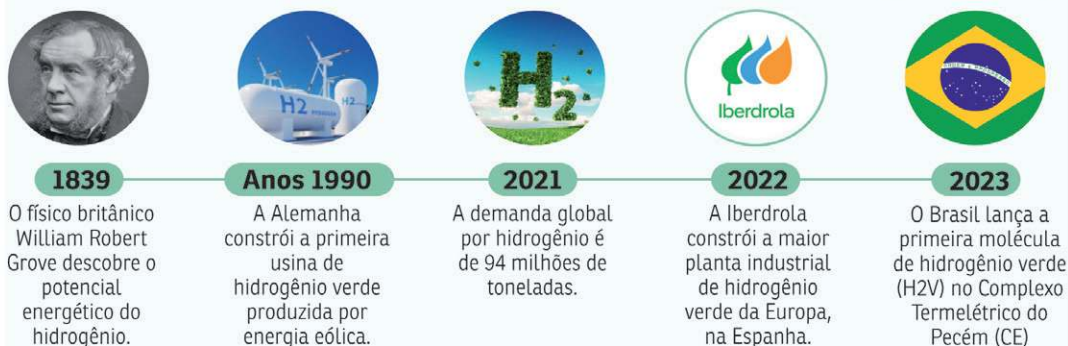 H2
H2
Iberdrola
1839
O físico britânico
William Robert
Grove descobre o
potencial
energético do
hidrogênio.
Anos 1990
A Alemanha
constrói a primeira
usina de
hidrogênio verde
produzida por
energia eólica.
2021
A demanda global
por hidrogênio é
de 94 milhões de
toneladas.
2022
A Iberdrola
constrói a maior
planta industrial
de hidrogênio
verde da Europa,
na Espanha.
2023
O Brasil lança a
primeira molécula
de hidrogênio verde
(H2V) no Complexo
Termelétrico do
Pecém (CE)